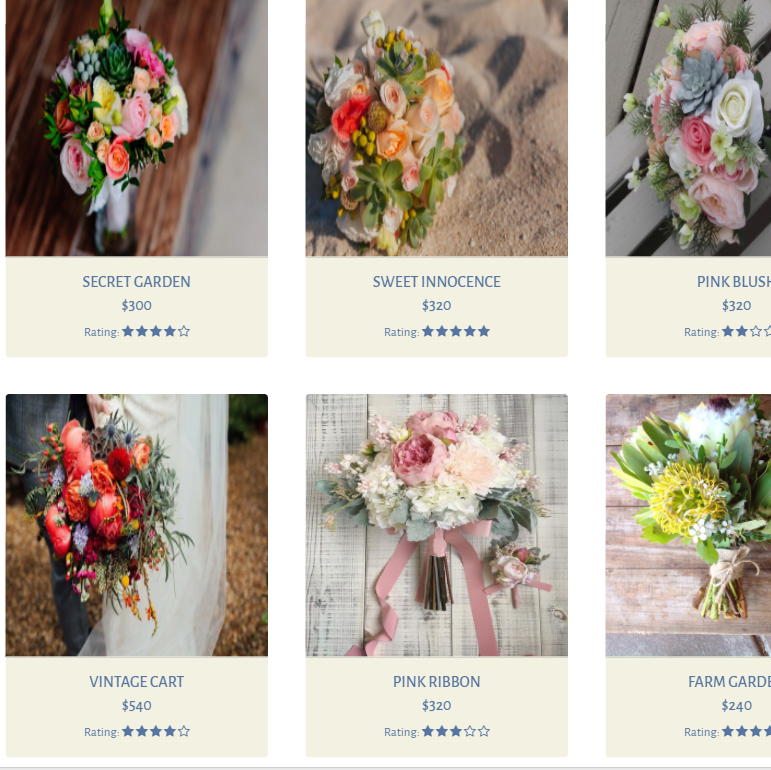 SECRET GARDEN
$300
Rating: ★★★★☆
SWEET INNOCENCE
$320
Rating: ★★★★★
PINK BLUSH
$320
Rating: ★★☆
VINTAGE CART
$540
Rating: ★★★★☆
PINK RIBBON
$320
Rating: ★★★☆☆
FARM GARDE
$240
Rating: ★★★★